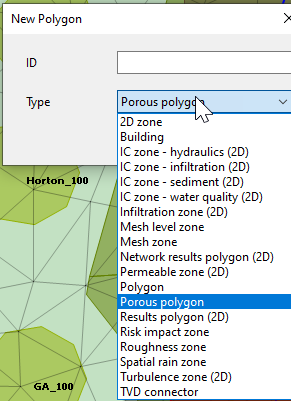 New Polygon
ID
Type
Porous polygon
2D zone
Building
IC zone - hydraulics (2D)
IC zone - infiltration (2D)
IC zone - sediment (2D)
IC zone - water quality (2D)
Infiltration zone (2D)
Mesh level zone
Mesh zone
Network results polygon (2D)
Permeable zone (2D)
Polygon
Porous polygon
Results polygon (2D)
Risk impact zone
Roughness zone
Spatial rain zone
Turbulence zone (2D)
TVD connector
Horton_100
GA_100